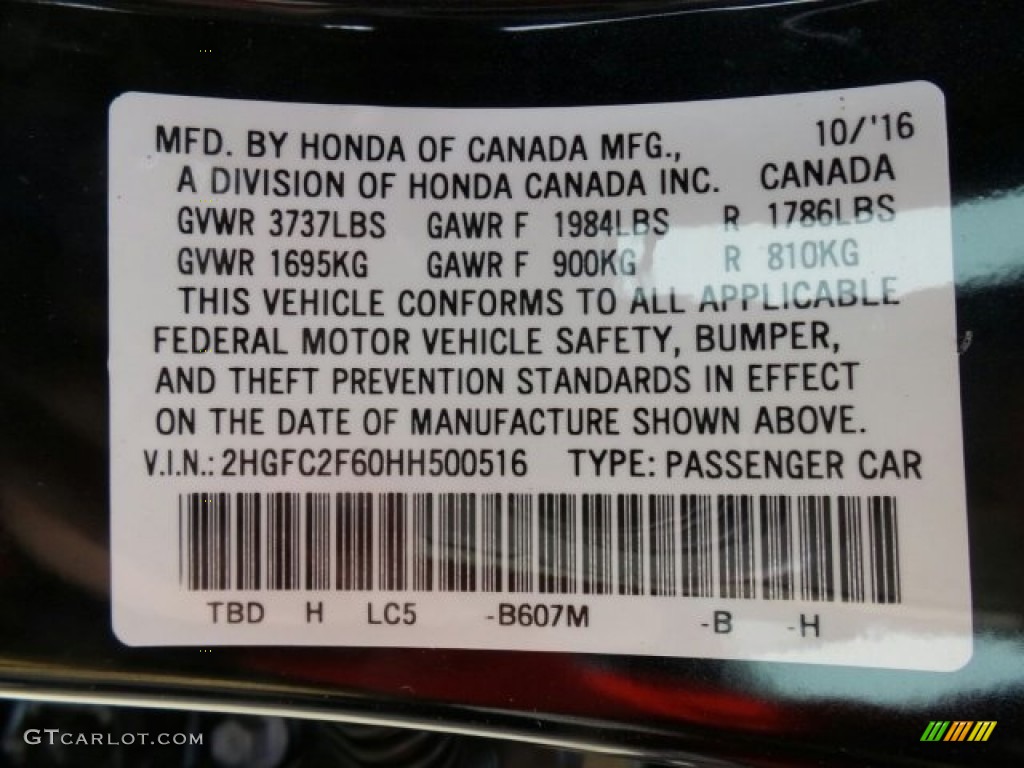 MFD. BY HONDA OF CANADA MFG., 10/'16
A DIVISION OF HONDA CANADA INC. CANADA
GVWR 3737LBS GAWR F 1984LBS R 1786LBS
GVWR 1695KG GAWR F 900KG R 810KG
THIS VEHICLE CONFORMS TO ALL APPLICABLE
FEDERAL MOTOR VEHICLE SAFETY, BUMPER,
AND THEFT PREVENTION STANDARDS IN EFFECT
ON THE DATE OF MANUFACTURE SHOWN ABOVE.
V.I.N.: 2HGFC2F60HH500516 TYPE: PASSENGER CAR
TBD H LC5 -B607M -B -H
GTCARLOT.COM